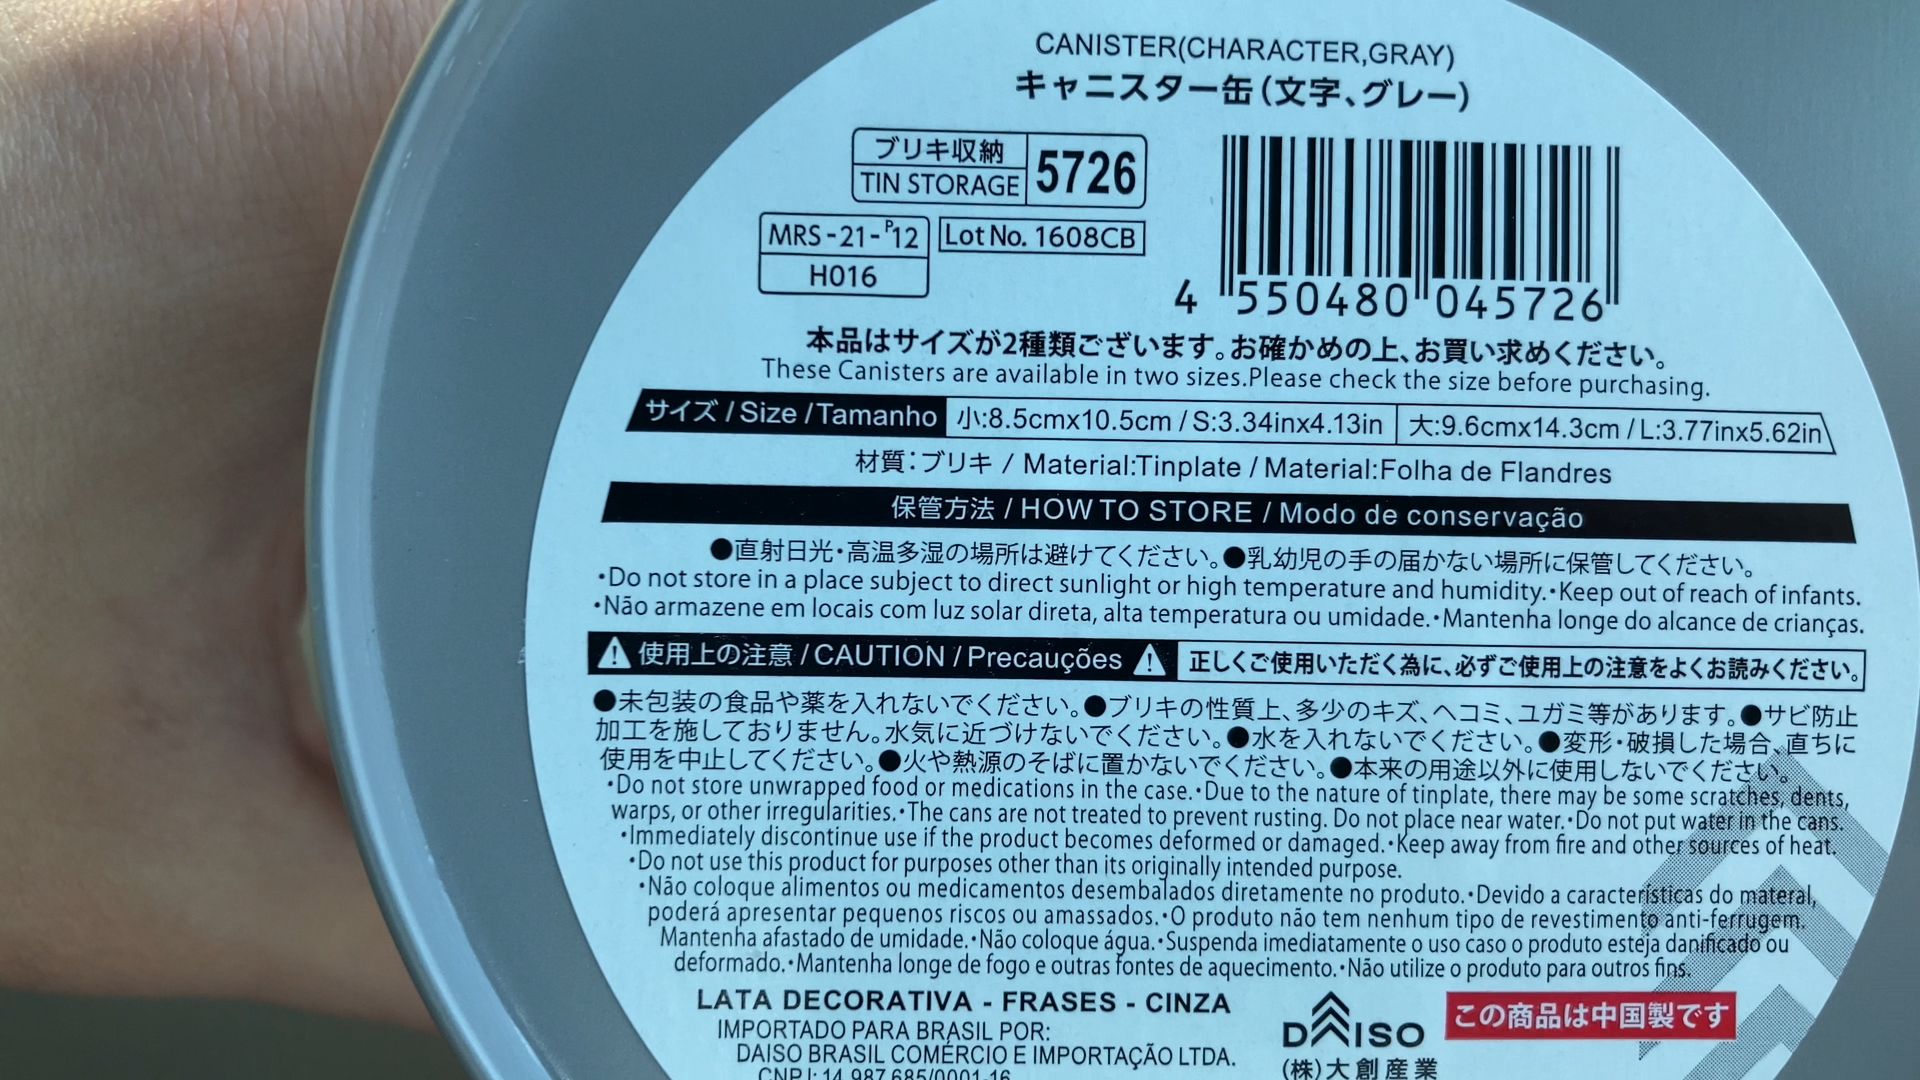 CANISTER(CHARACTER,GRAY)
キャニスター缶(文字、グレー)
ブリキ収納
TIN STORAGE
5726
MRS-21-P12
H016
Lot No. 1608CB
4 550480 045726
本品はサイズが2種類ございます。お確かめの上、お買い求めください。
These Canisters are available in two sizes.Please check the size before purchasing.
サイズ / Size / Tamanho 小:8.5cmx10.5cm / S:3.34inx4.13in 大:9.6cmx14.3cm / L:3.77inx5.62in
材質:ブリキ / Material:Tinplate / Material:Folha de Flandres
保管方法 / HOW TO STORE / Modo de conservação
●直射日光・高温多湿の場所は避けてください。●乳幼児の手の届かない場所に保管してください。
•Do not store in a place subject to direct sunlight or high temperature and humidity.•Keep out of reach of infants.
•Não armazene em locais com luz solar direta, alta temperatura ou umidade.•Mantenha longe do alcance de crianças.
使用上の注意 / CAUTION / Precauções 正しくご使用いただく為に、必ずご使用上の注意をよくお読みください。
●未包装の食品や薬を入れないでください。●ブリキの性質上、多少のキズ、ヘコミ、ユガミ等があります。●サビ防止
加工を施しておりません。水気に近づけないでください。●水を入れないでください。●変形・破損した場合、直ちに
使用を中止してください。●火や熱源のそばに置かないでください。●本来の用途以外に使用しないでください。
•Do not store unwrapped food or medications in the case.•Due to the nature of tinplate, there may be some scratches, dents,
warps, or other irregularities.•The cans are not treated to prevent rusting. Do not place near water.•Do not put water in the cans.
•Immediately discontinue use if the product becomes deformed or damaged.•Keep away from fire and other sources of heat.
•Do not use this product for purposes other than its originally intended purpose.
•Não coloque alimentos ou medicamentos desembalados diretamente no produto.•Devido a características do materal,
poderá apresentar pequenos riscos ou amassados.•O produto não tem nenhum tipo de revestimento anti-ferrugem.
Mantenha afastado de umidade.•Não coloque água.•Suspenda imediatamente o uso caso o produto esteja danificado ou
deformado.•Mantenha longe de fogo e outras fontes de aquecimento.•Não utilize o produto para outros fins.
LATA DECORATIVA - FRASES - CINZA
IMPORTADO PARA BRASIL POR:
DAISO BRASIL COMÉRCIO E IMPORTAÇÃO LTDA.
CNPJ: 14.987.685/0001-16
DAISO
(株)大創産業
この商品は中国製です